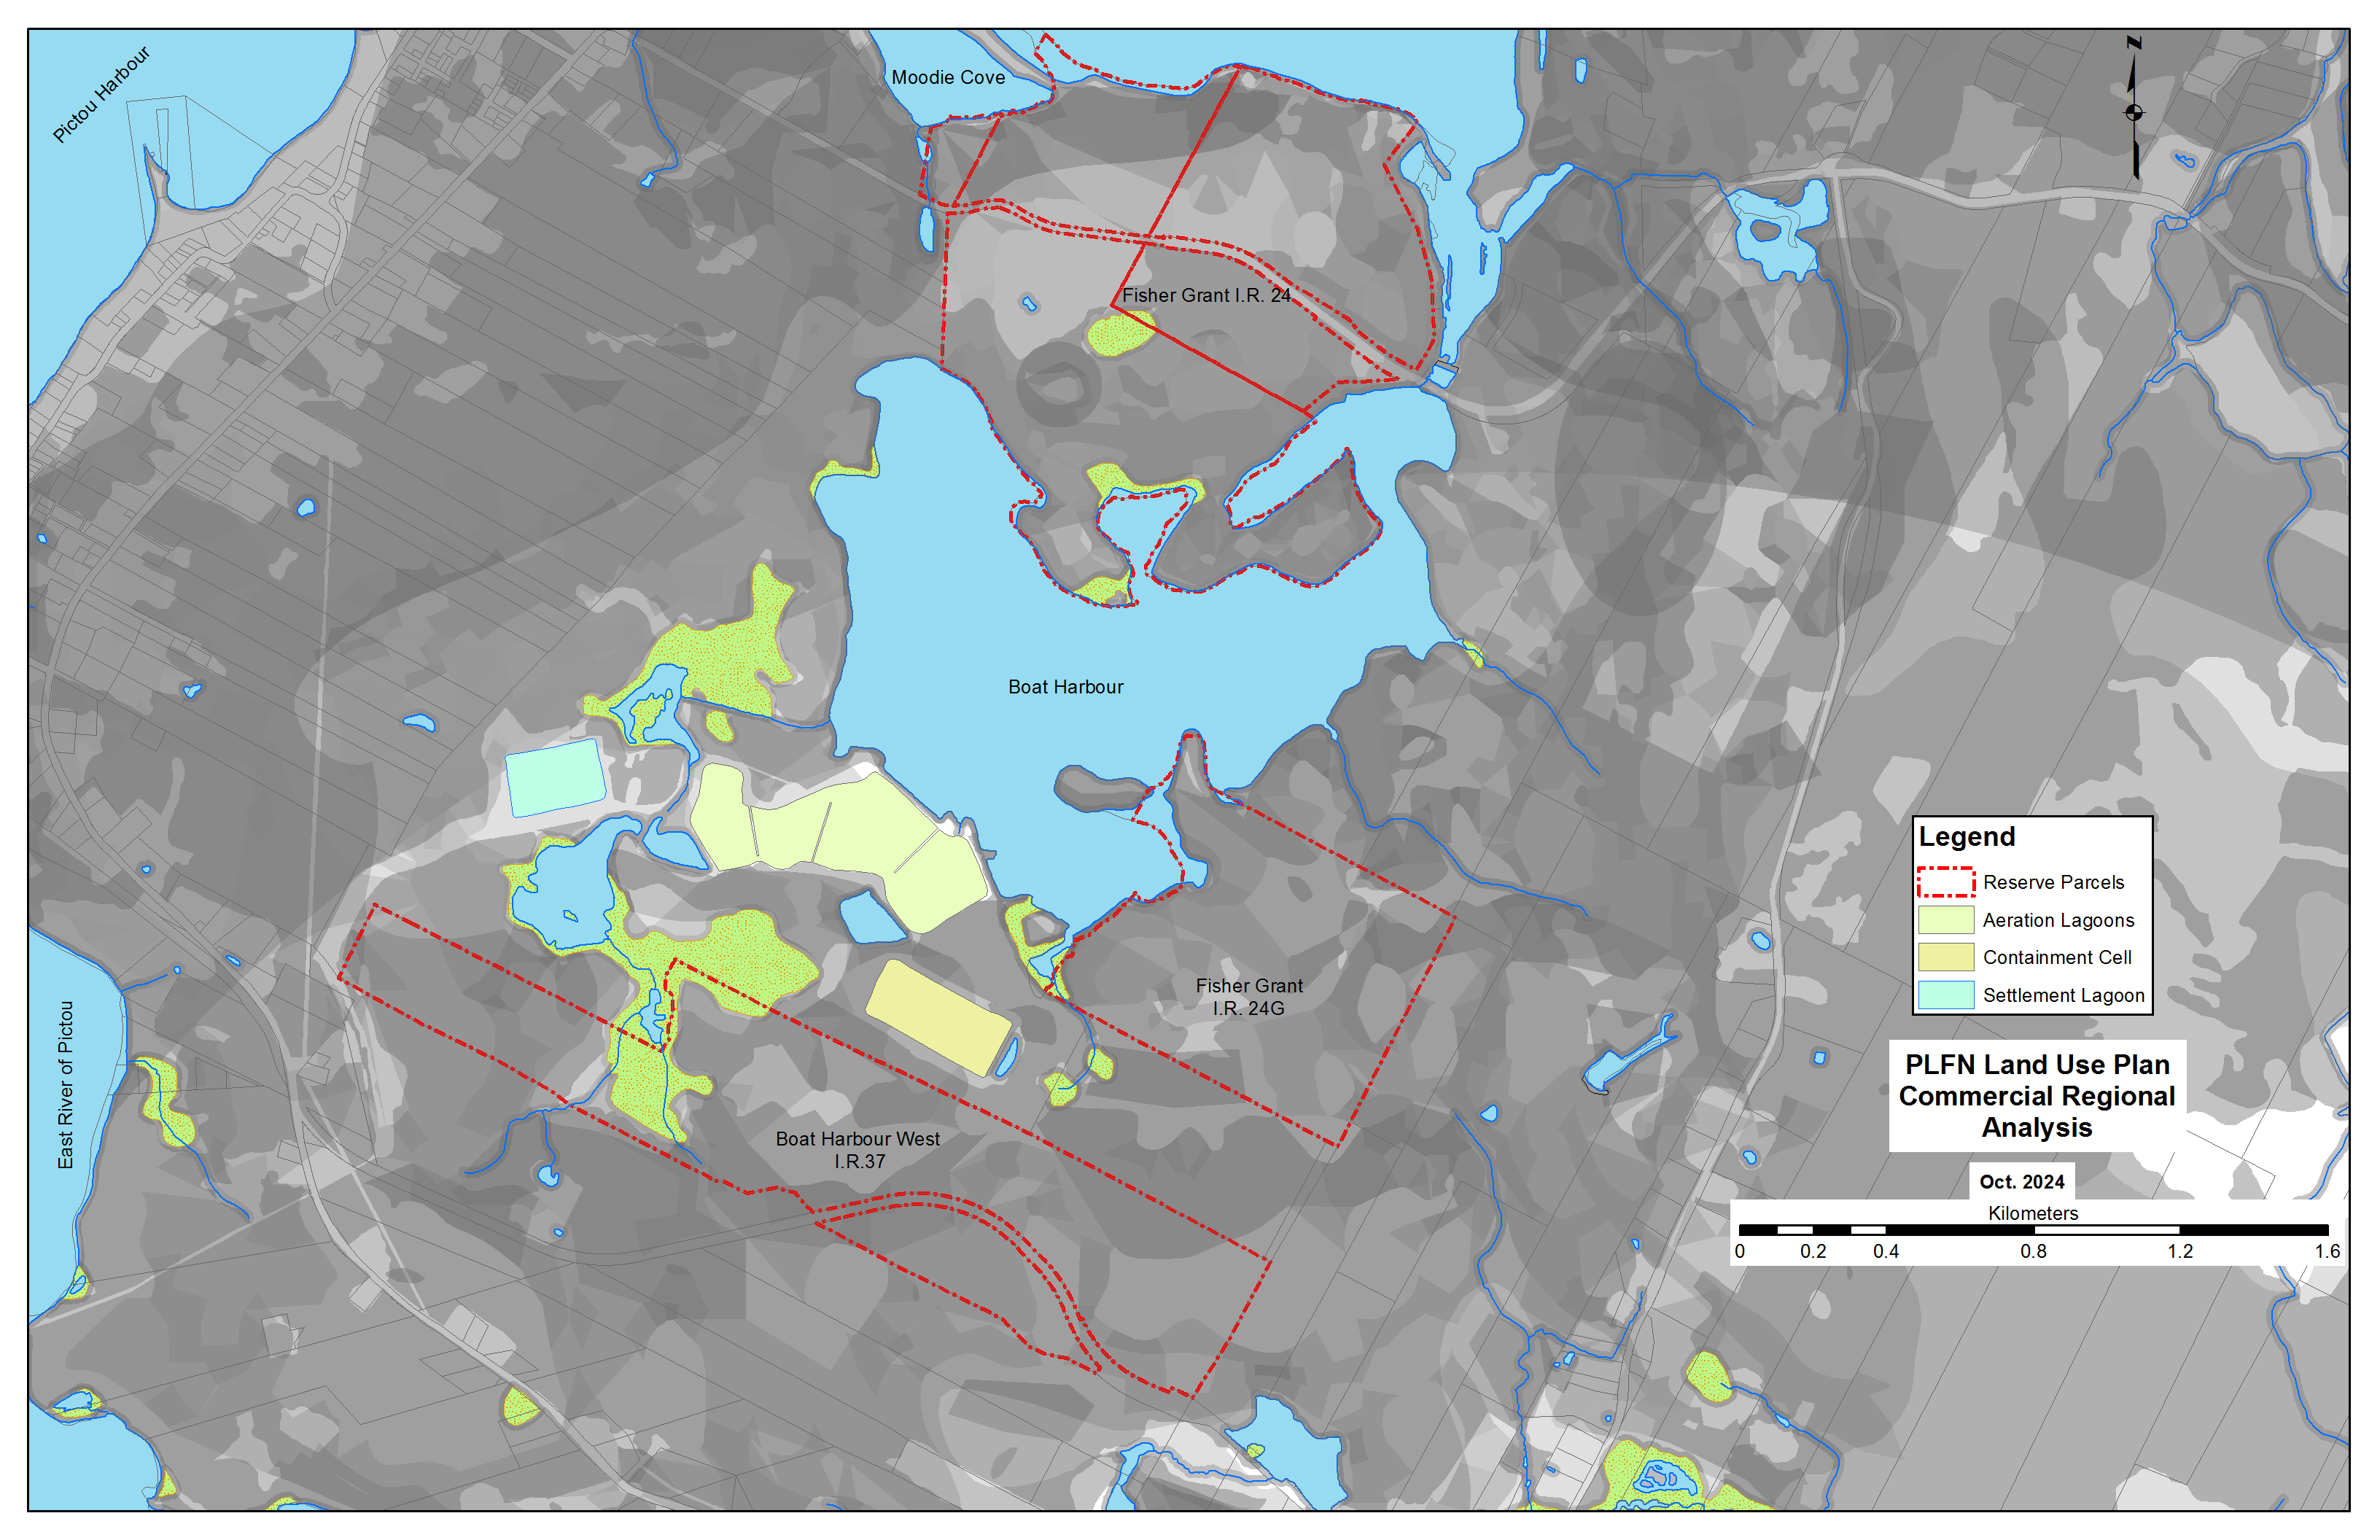 Pictou Harbour
Moodie Cove
N
Fisher Grant I.R. 24
Boat Harbour
Fisher Grant
I.R. 24G
Boat Harbour West
I.R.37
East River of Pictou
Legend
Reserve Parcels
Aeration Lagoons
Containment Cell
Settlement Lagoon
PLFN Land Use Plan
Commercial Regional
Analysis
Oct. 2024
Kilometers
0 0.2 0.4 0.8 1.2 1.6